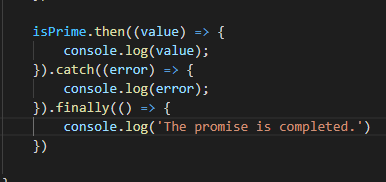 isPrime.then((value) => {
    console.log(value);
}).catch((error) => {
    console.log(error);
}).finally(() => {
    console.log('The promise is completed.')
})